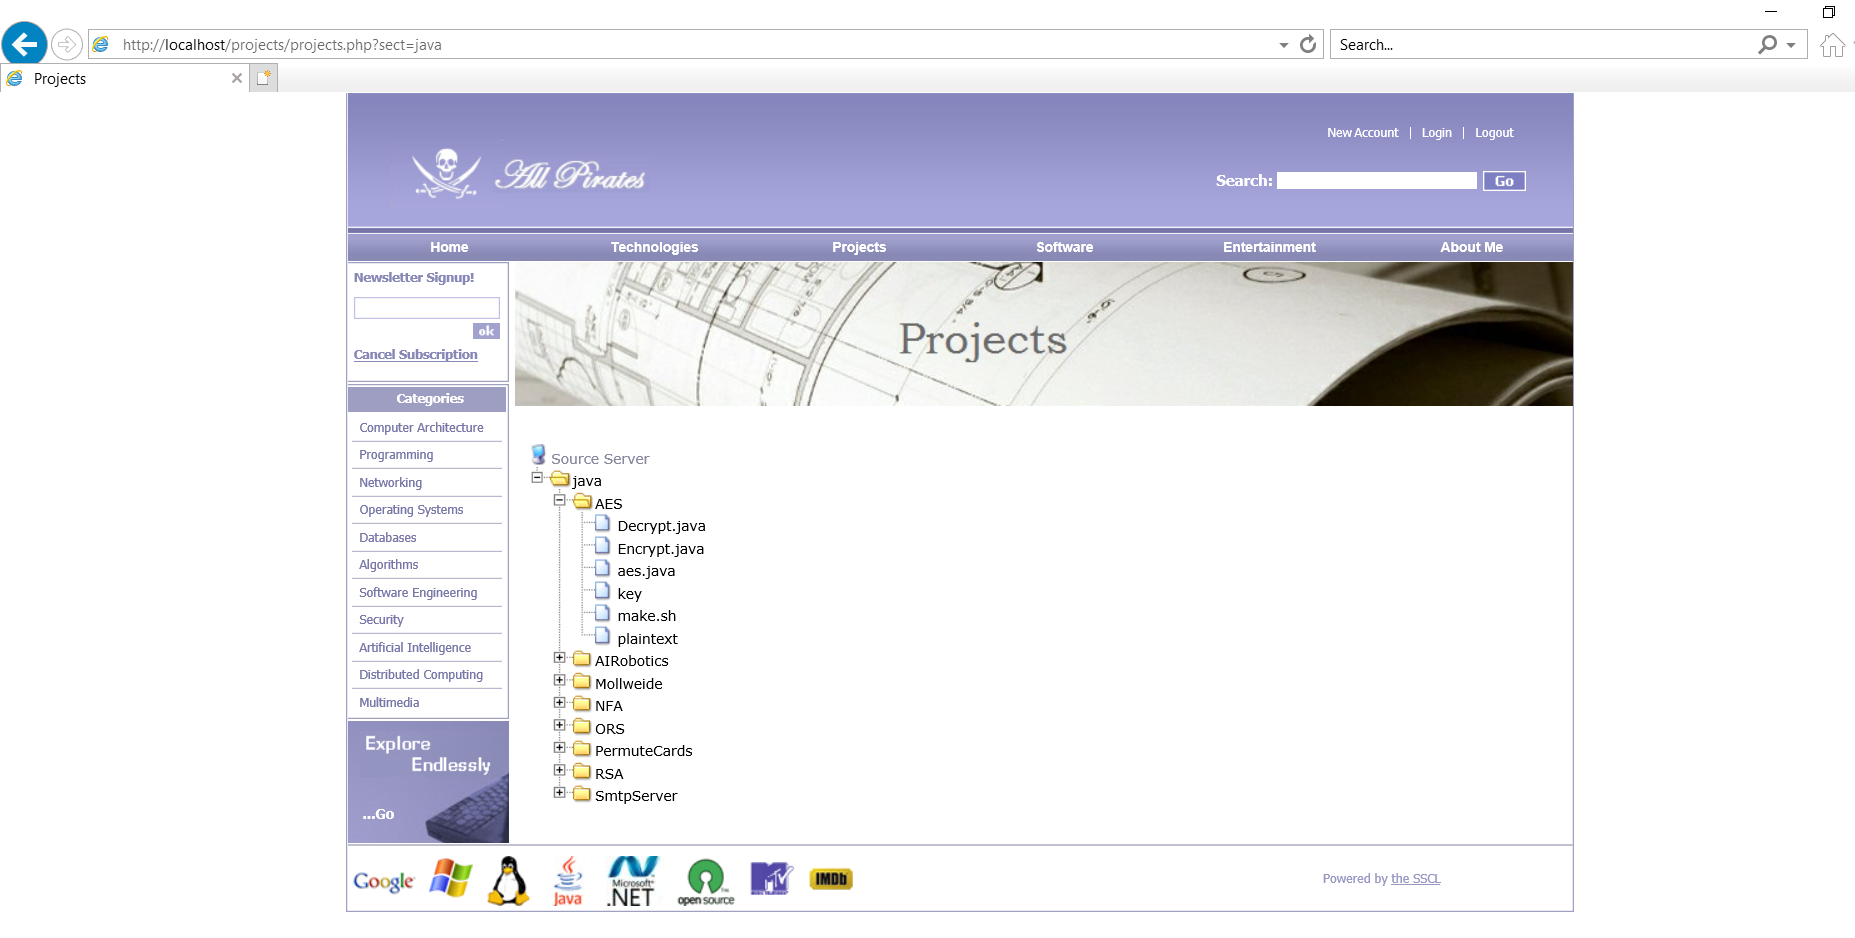 http://localhost/projects/projects.php?sect=java
Search...
Projects
New Account | Login | Logout
All Pirates
Search: Go
Home Technologies Projects Software Entertainment About Me
Newsletter Signup!
ok
Cancel Subscription
Projects
Categories
Computer Architecture
Programming
Networking
Operating Systems
Databases
Algorithms
Software Engineering
Security
Artificial Intelligence
Distributed Computing
Multimedia
Explore
Endlessly
...Go
Source Server
java
AES
Decrypt.java
Encrypt.java
aes.java
key
make.sh
plaintext
AIRobotics
Mollweide
NFA
ORS
PermuteCards
RSA
SmtpServer
Google
Java
Microsoft
.NET
open source
IMDb
Powered by the SSCL